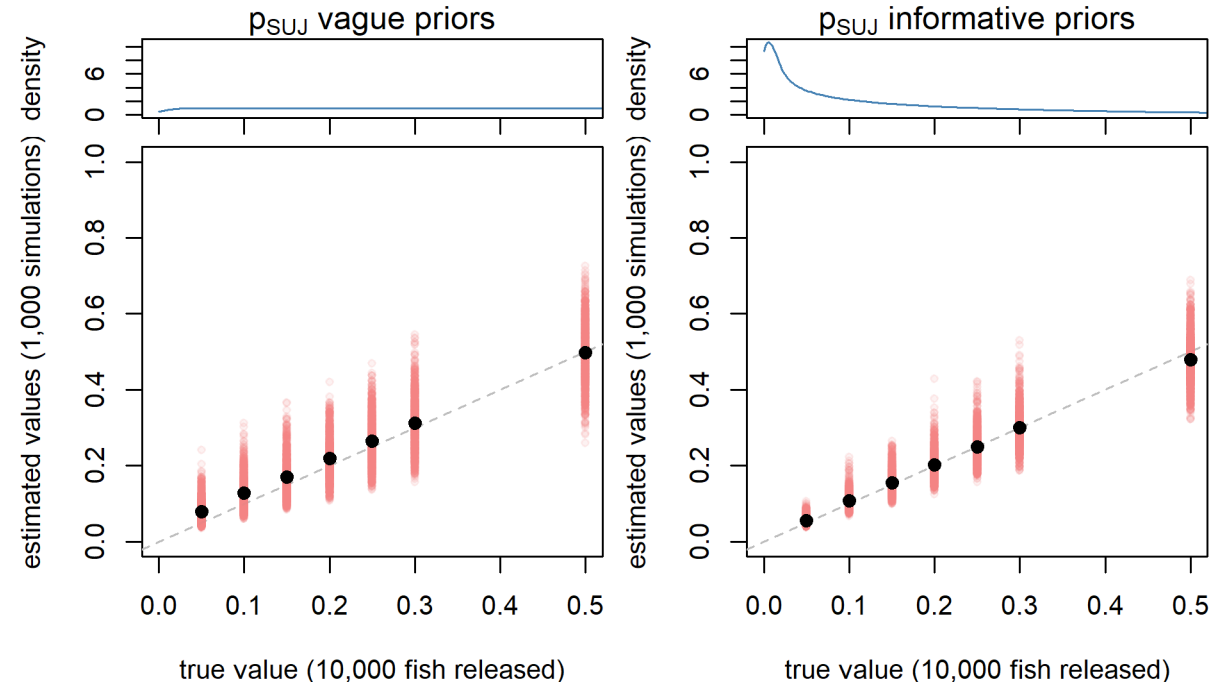 p_SUJ vague priors
density
6
0
estimated values (1,000 simulations)
1.0
0.8
0.6
0.4
0.2
0.0
0.0 0.1 0.2 0.3 0.4 0.5
true value (10,000 fish released)
p_SUJ informative priors
density
6
0
estimated values (1,000 simulations)
1.0
0.8
0.6
0.4
0.2
0.0
0.0 0.1 0.2 0.3 0.4 0.5
true value (10,000 fish released)